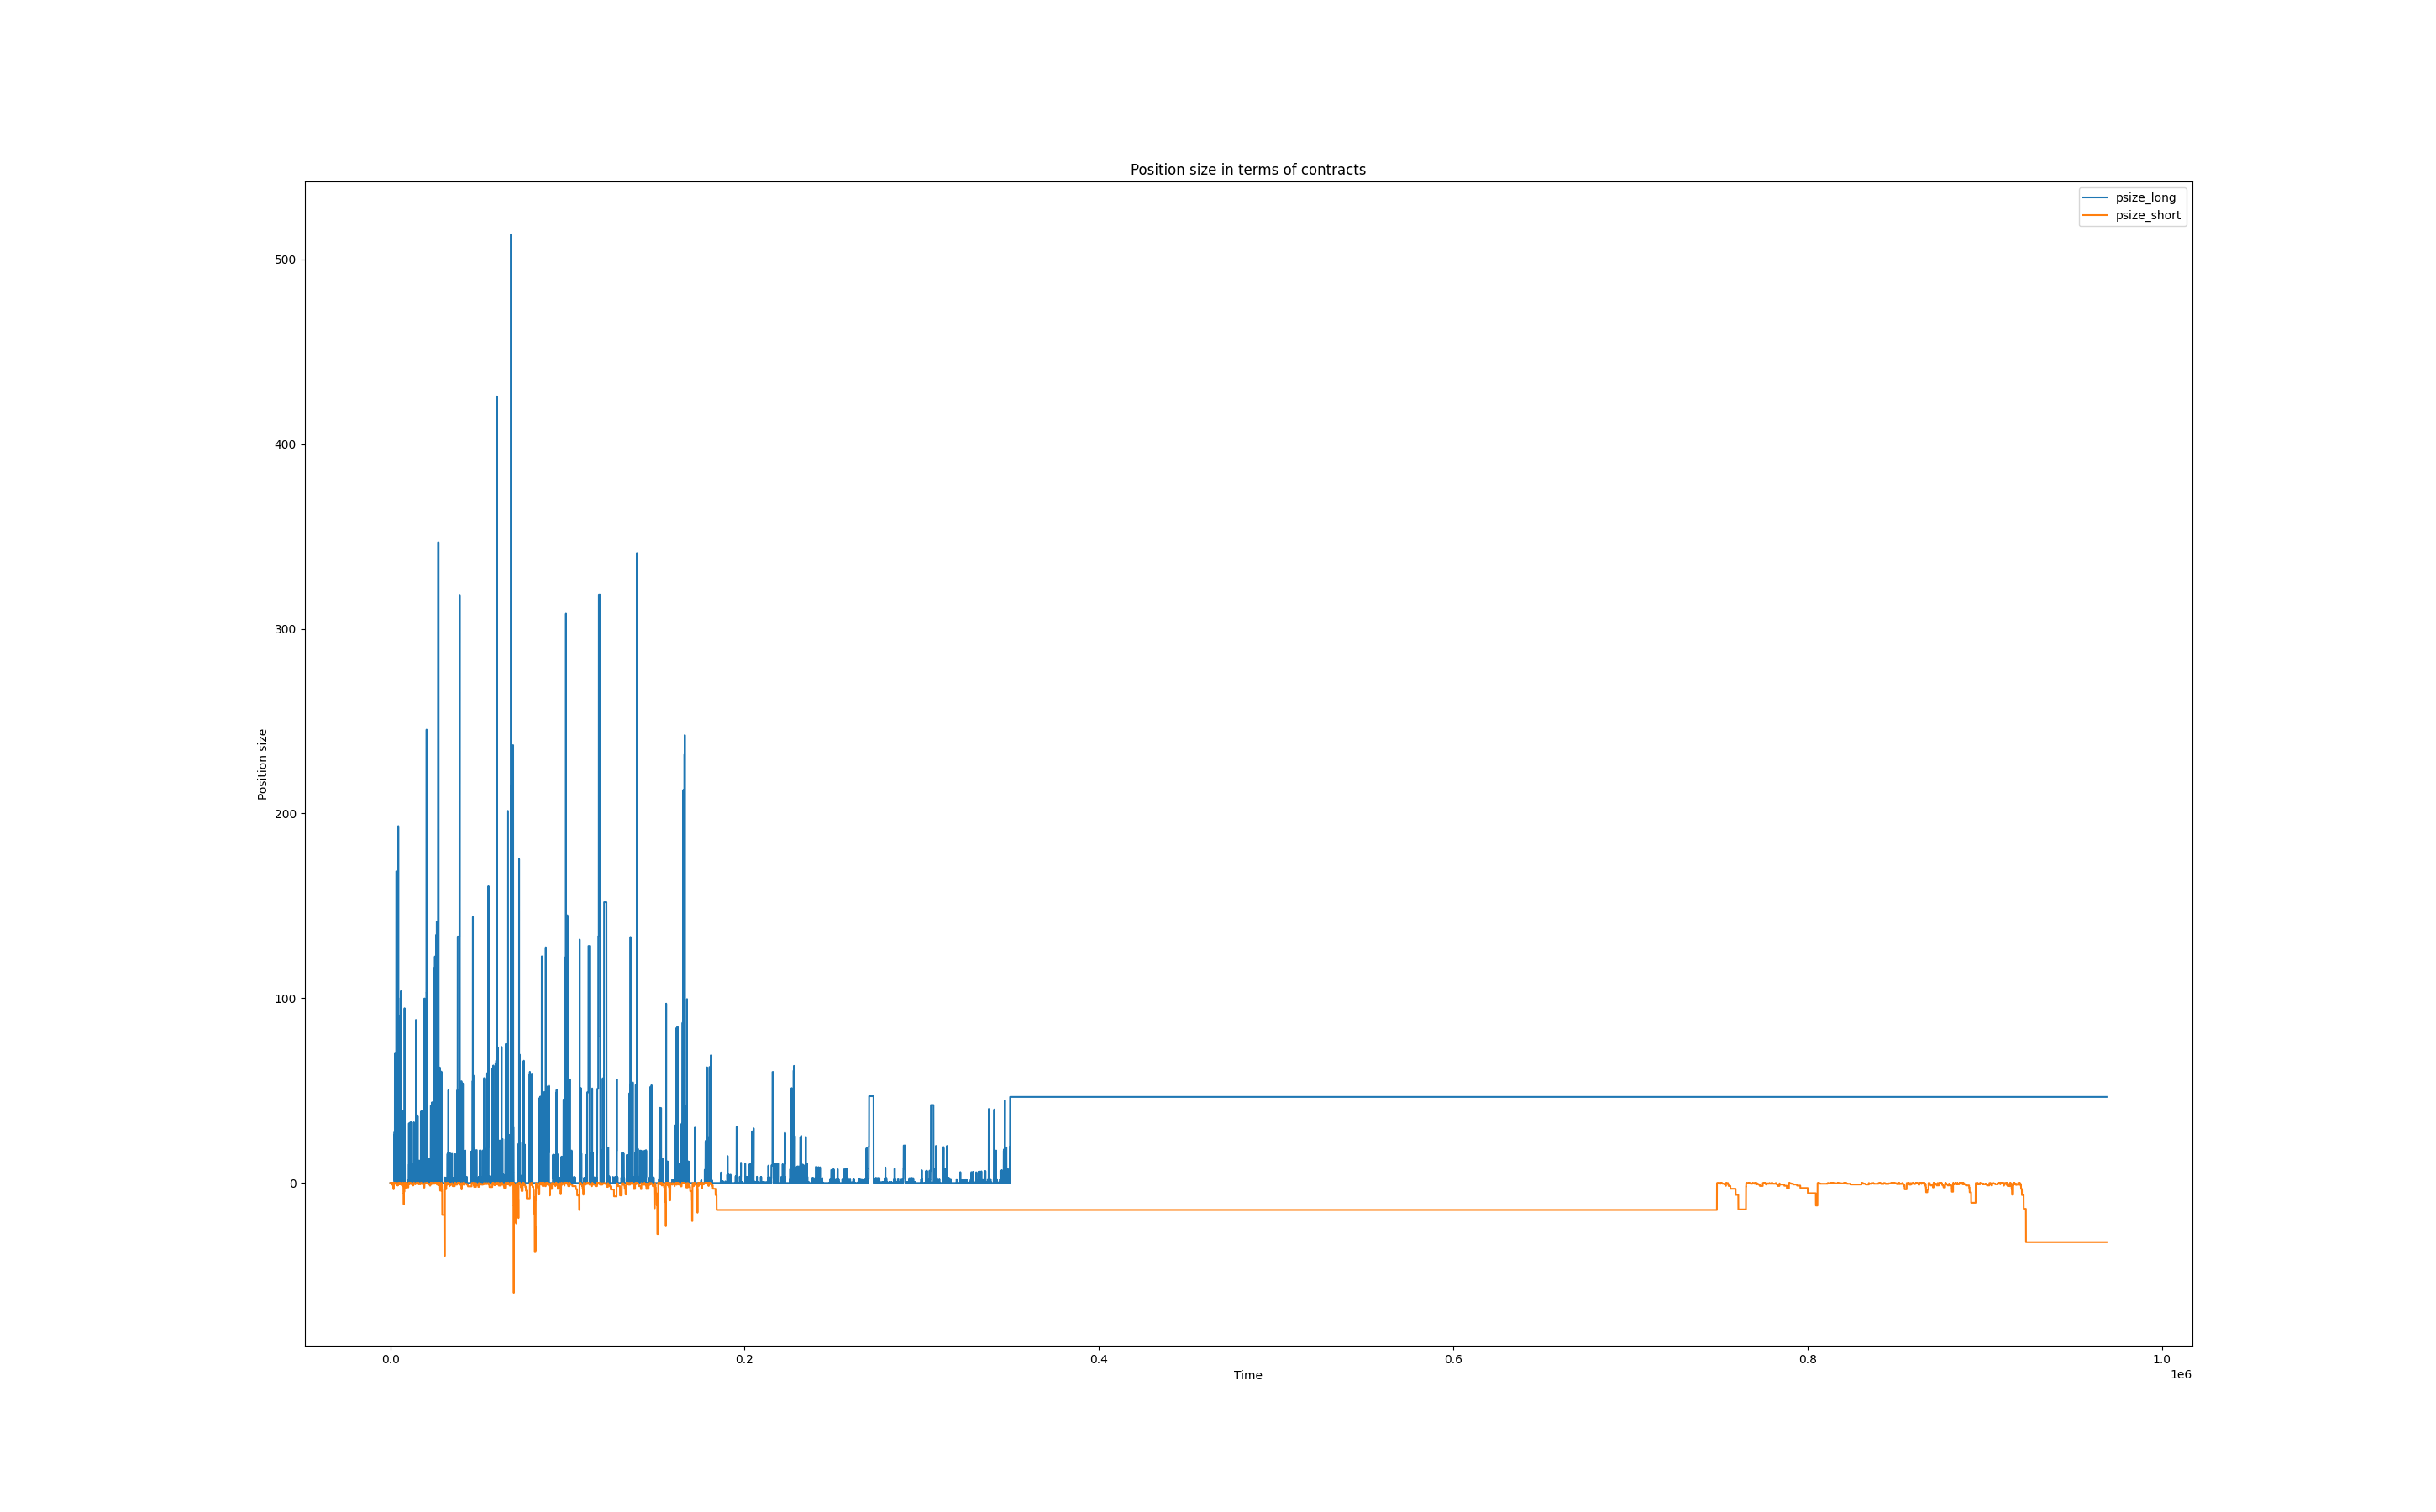 Position size in terms of contracts
psize_long
psize_short
500
400
300
200
100
0
Position size
0.0 0.2 0.4 0.6 0.8 1.0
Time
1e6